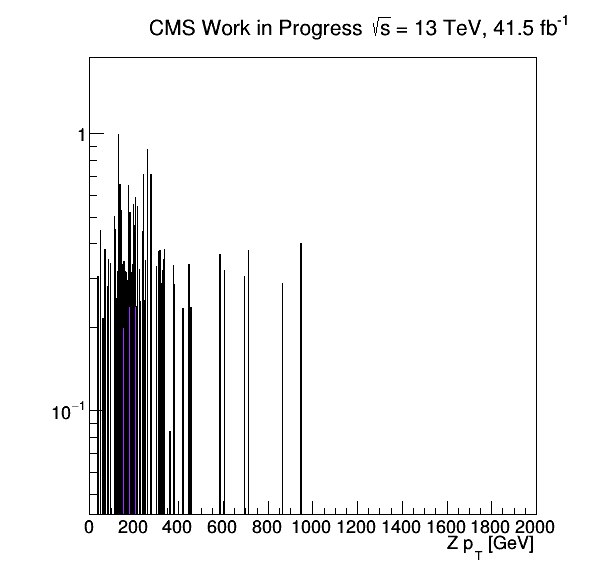 CMS Work in Progress √s = 13 TeV, 41.5 fb⁻¹
1
10⁻¹
0 200 400 600 800 1000 1200 1400 1600 1800 2000
Z p_T [GeV]